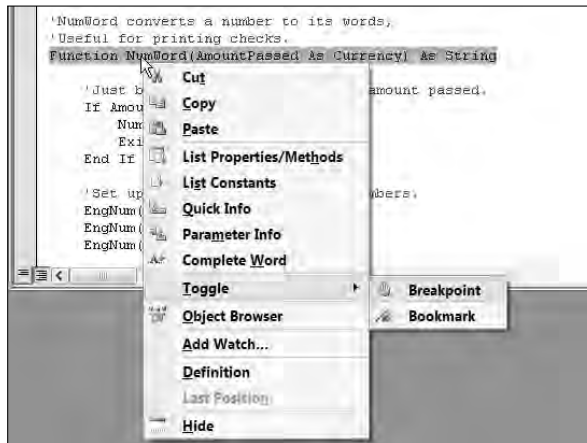 'NumWord converts a number to its words,
'Useful for printing checks.
Function NumWord(AmountPassed As Currency) As String
'Just b
amount passed.
If Amou
Num
Exi
End If
'Set up
mbers.
EngNum(
EngNum(
EngNum(
Cut
Copy
Paste
List Properties/Methods
List Constants
Quick Info
Parameter Info
Complete Word
Toggle
Breakpoint
Bookmark
Object Browser
Add Watch...
Definition
Last Position
Hide